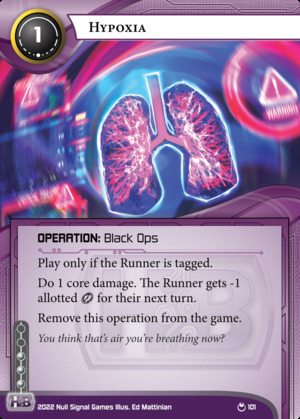 1
HYPOXIA
WARNING
OPERATION: Black Ops
Play only if the Runner is tagged.
Do 1 core damage. The Runner gets -1
allotted for their next turn.
Remove this operation from the game.
You think that's air you're breathing now?
HB
2022 Null Signal Games Illus. Ed Mattinian
101